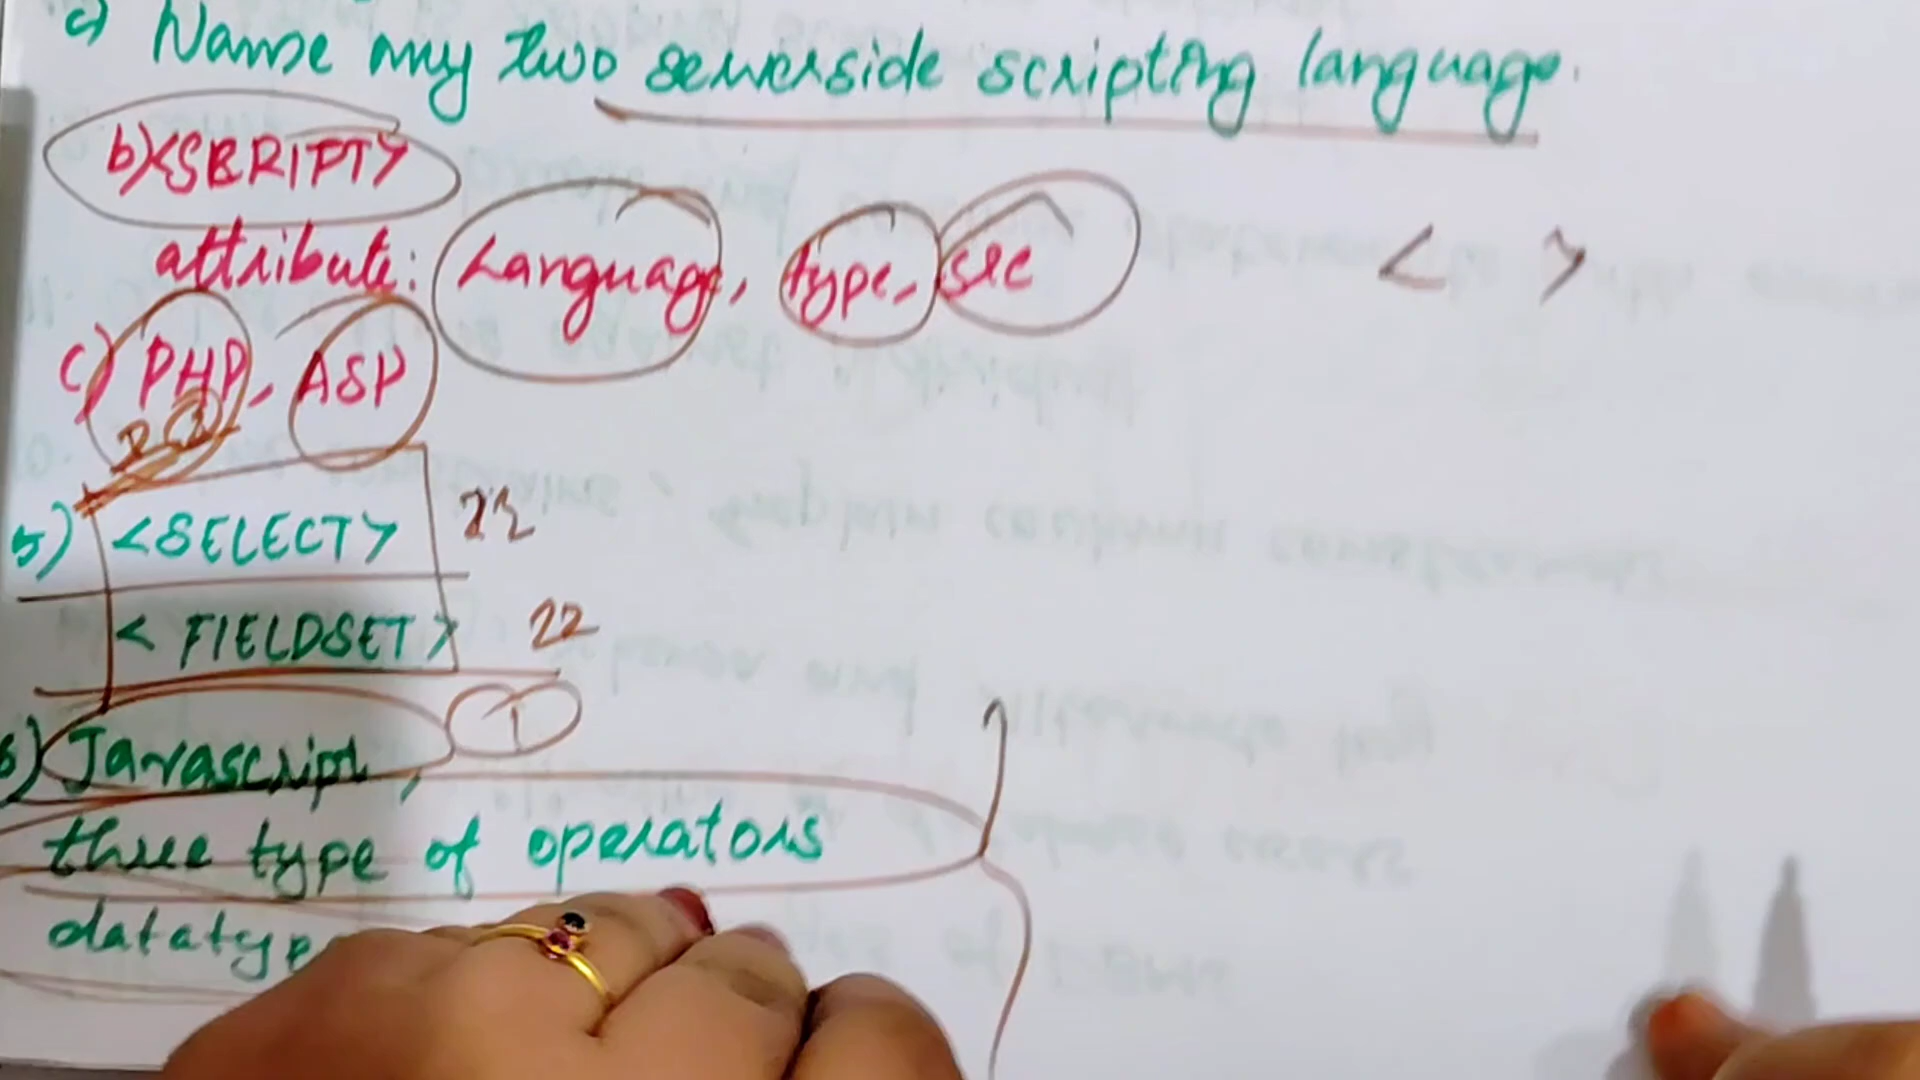 c) Name any two serverside scripting language.
b) <SCRIPT>
attribute: Language, type, src < >
c) PHP, ASP
5) <SELECT> 22
<FIELDSET> 22
6) Javascript, 1
three type of operators
datatype